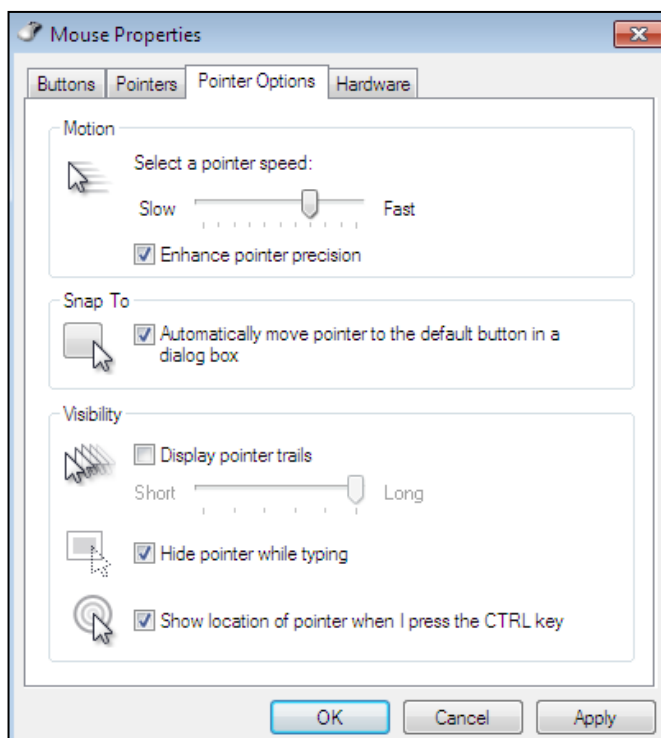 Mouse Properties
Buttons Pointers Pointer Options Hardware
Motion
Select a pointer speed:
Slow Fast
Enhance pointer precision
Snap To
Automatically move pointer to the default button in a
dialog box
Visibility
Display pointer trails
Short Long
Hide pointer while typing
Show location of pointer when I press the CTRL key
OK Cancel Apply